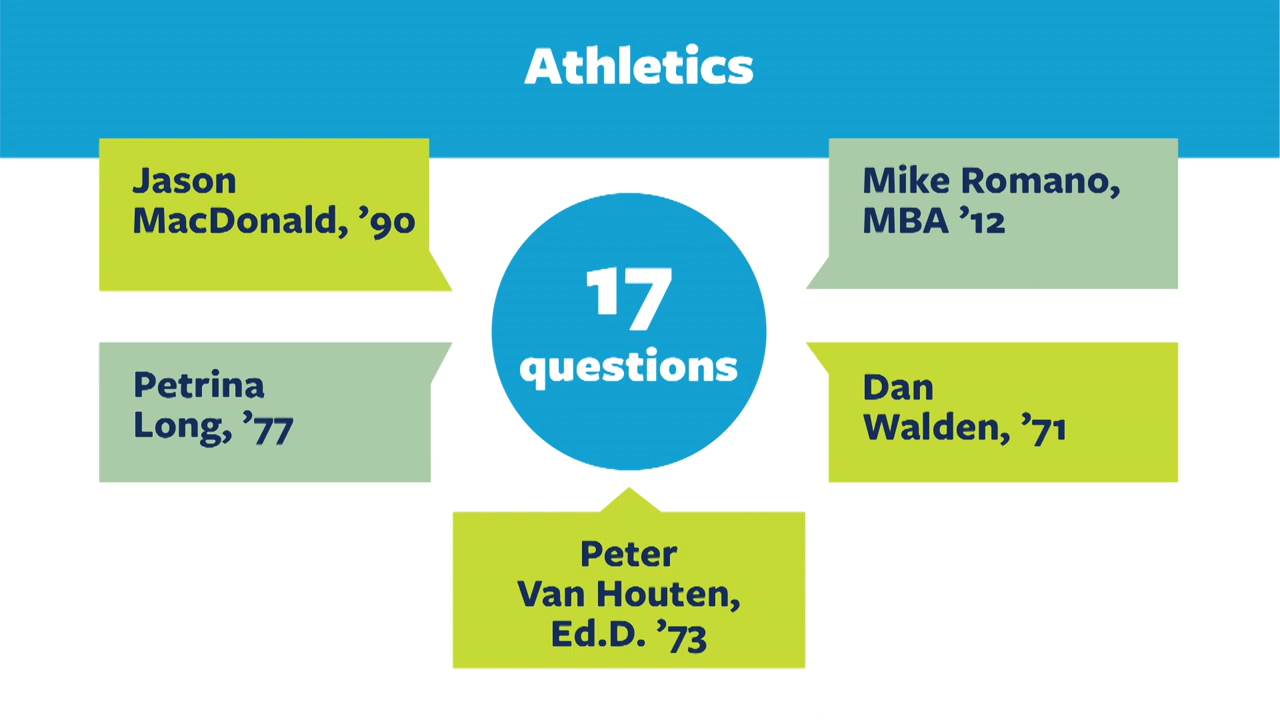 Athletics
Jason
MacDonald, ’90
Mike Romano,
MBA ’12
17
questions
Petrina
Long, ’77
Dan
Walden, ’71
Peter
Van Houten,
Ed.D. ’73